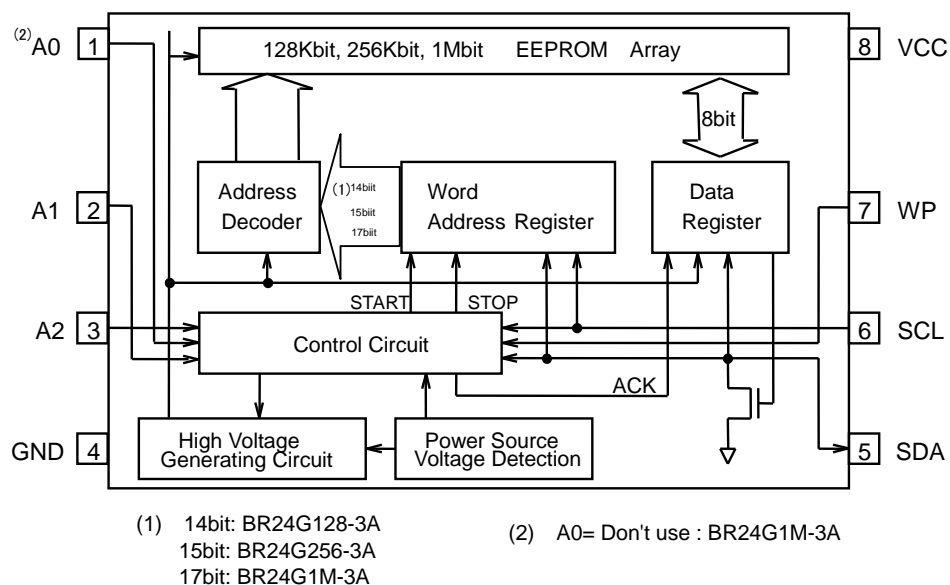 (2) A0 1
128Kbit, 256Kbit, 1Mbit EEPROM Array
8 VCC
8bit
A1 2
Address
Decoder
(1) 14biit
15biit
17biit
Word
Address Register
Data
Register
7 WP
START
STOP
A2 3
Control Circuit
6 SCL
ACK
GND 4
High Voltage
Generating Circuit
Power Source
Voltage Detection
5 SDA
(1) 14bit: BR24G128-3A
15bit: BR24G256-3A
17bit: BR24G1M-3A
(2) A0= Don't use : BR24G1M-3A